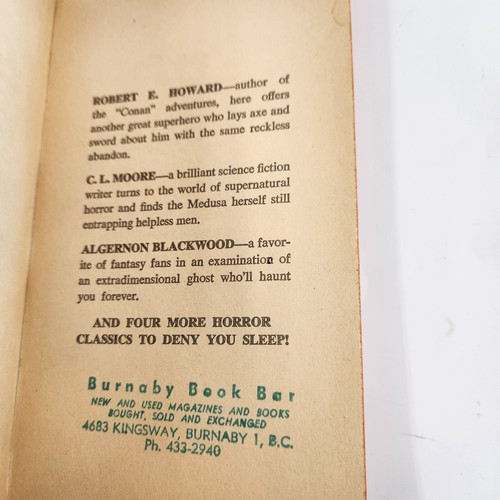 ROBERT E. HOWARD—author of
the "Conan" adventures, here offers
another great superhero who lays axe and
sword about him with the same reckless
abandon.
C. L. MOORE—a brilliant science fiction
writer turns to the world of supernatural
horror and finds the Medusa herself still
entrapping helpless men.
ALGERNON BLACKWOOD—a favor-
ite of fantasy fans in an examination of
an extradimensional ghost who'll haunt
you forever.
AND FOUR MORE HORROR
CLASSICS TO DENY YOU SLEEP!
Burnaby Book Bar
NEW AND USED MAGAZINES AND BOOKS
BOUGHT, SOLD AND EXCHANGED
4683 KINGSWAY, BURNABY 1, B.C.
Ph. 433-2940